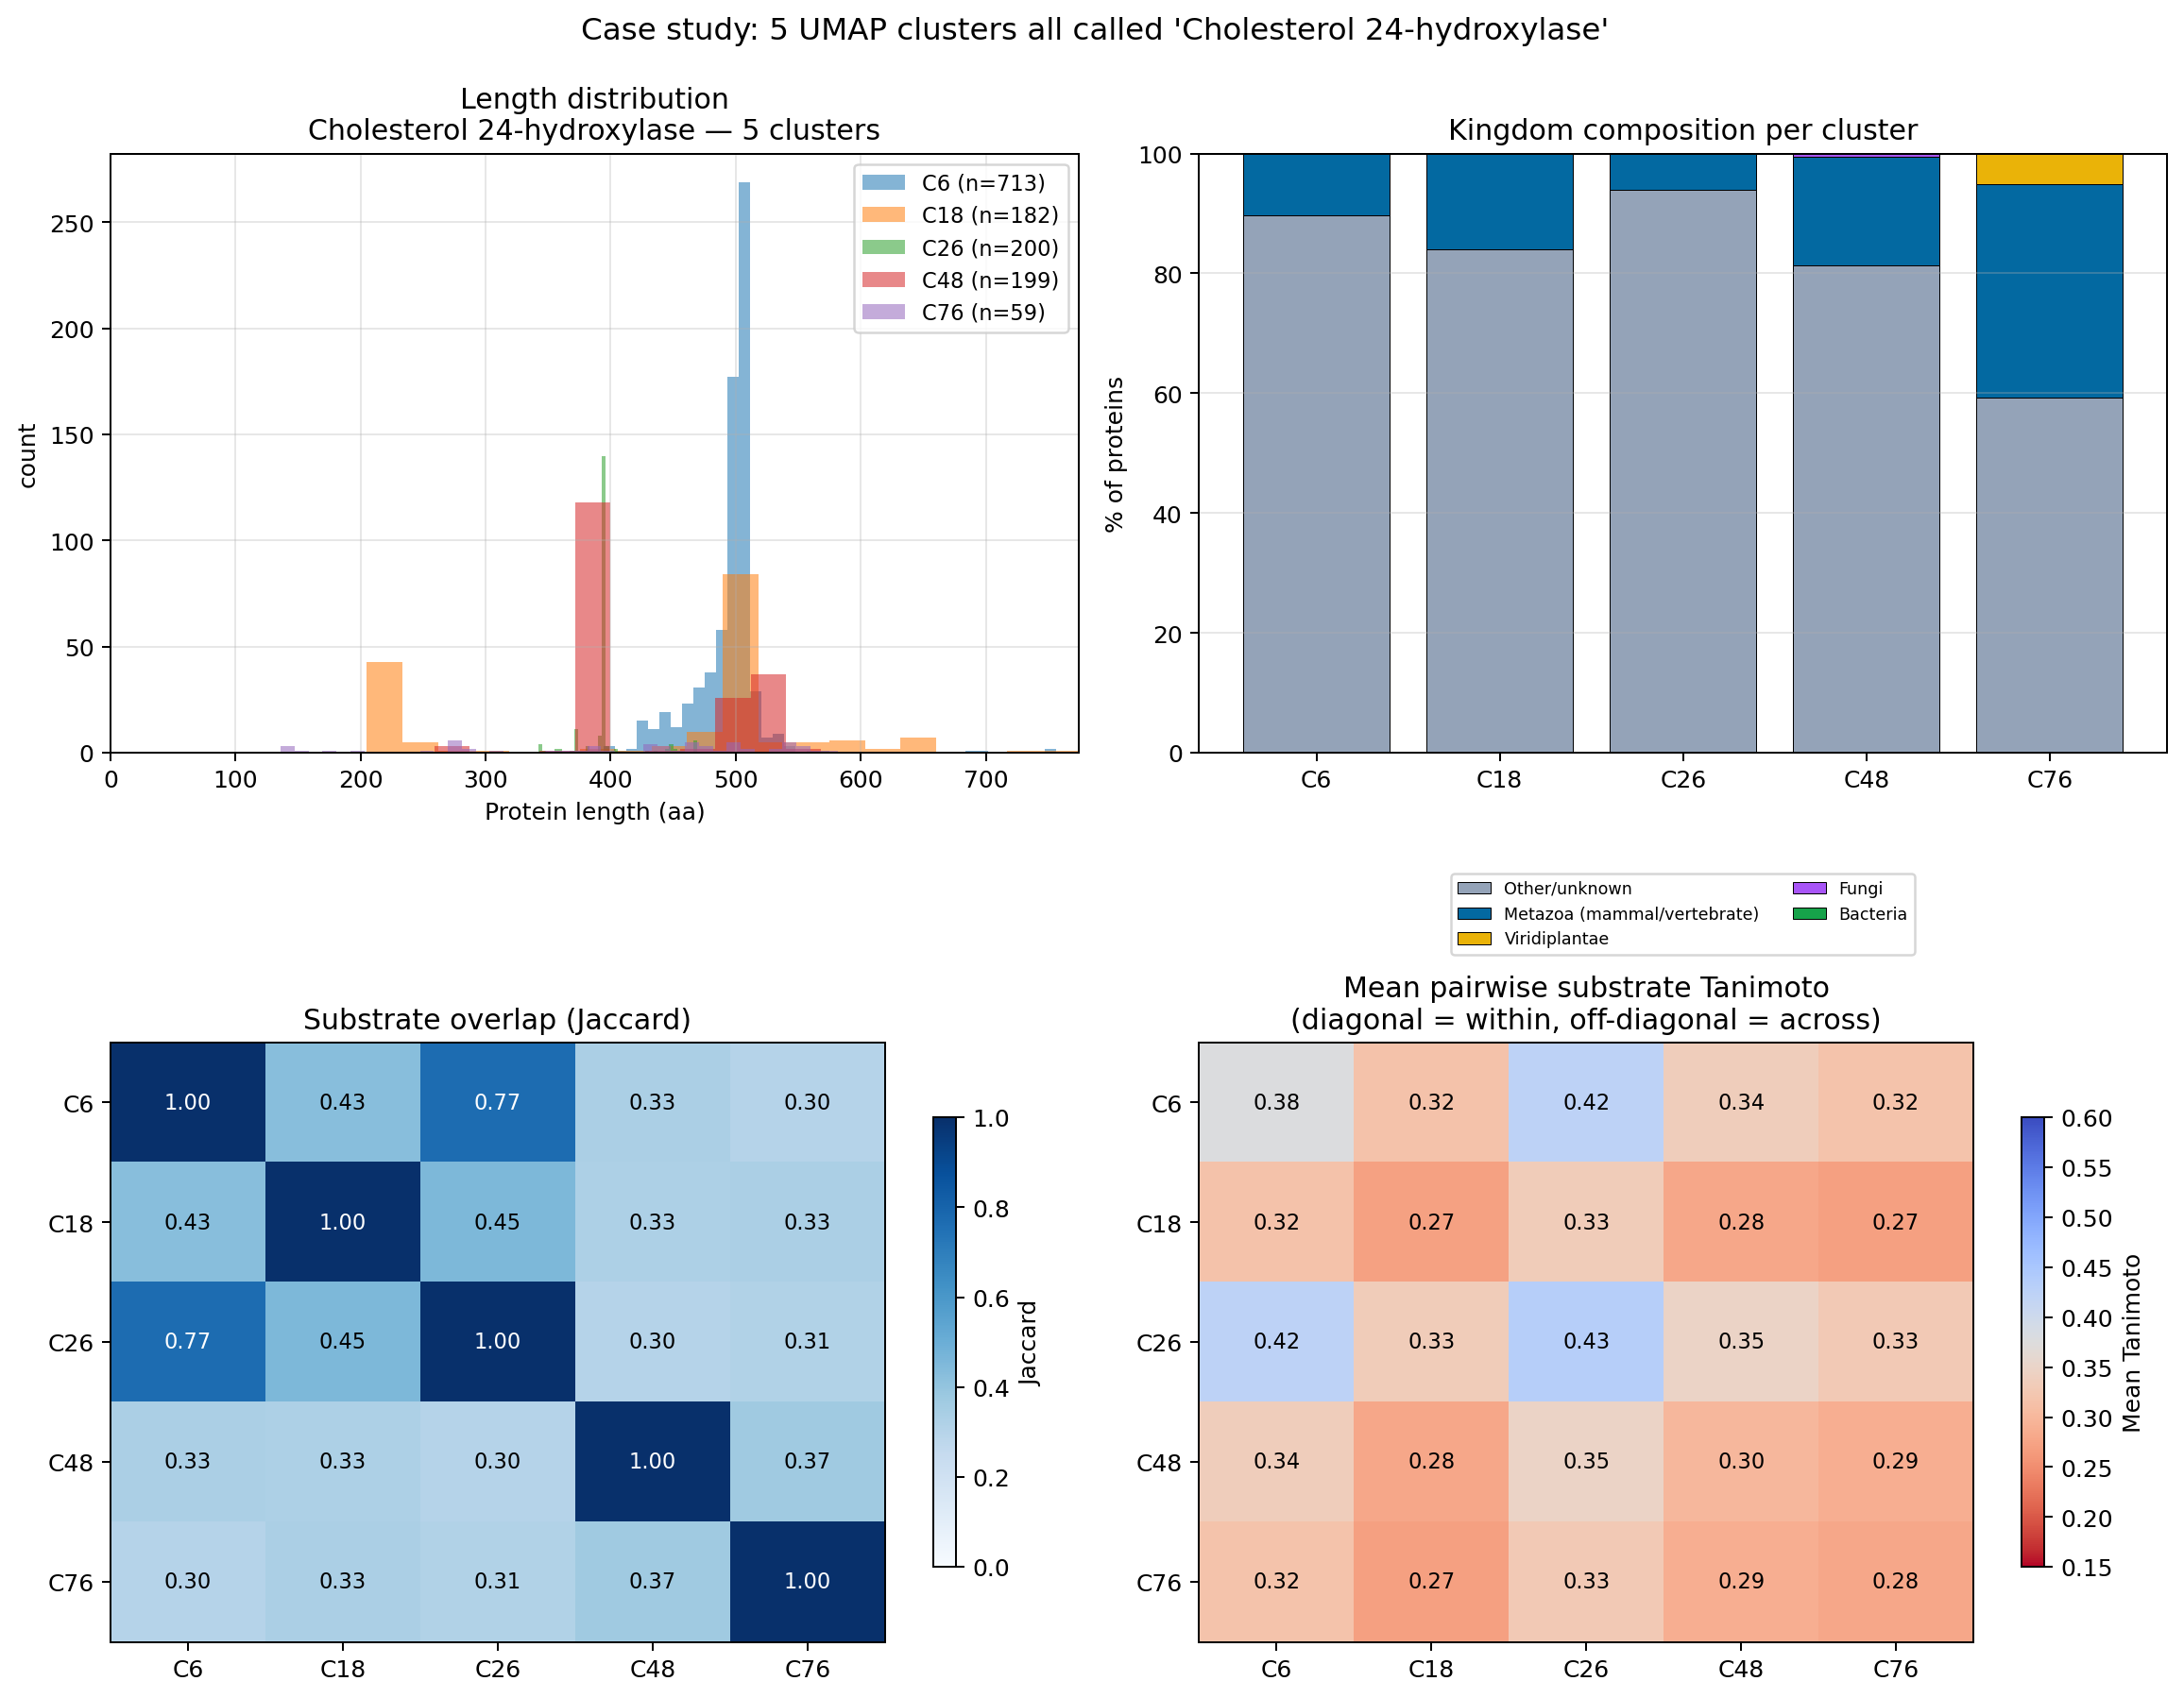 Case study: 5 UMAP clusters all called 'Cholesterol 24-hydroxylase'
Length distribution
Cholesterol 24-hydroxylase — 5 clusters
C6 (n=713)
C18 (n=182)
C26 (n=200)
C48 (n=199)
C76 (n=59)
count
250
200
150
100
50
0
0 100 200 300 400 500 600 700
Protein length (aa)
Kingdom composition per cluster
% of proteins
100
80
60
40
20
0
C6 C18 C26 C48 C76
Other/unknown
Metazoa (mammal/vertebrate)
Viridiplantae
Fungi
Bacteria
Substrate overlap (Jaccard)
C6 1.00 0.43 0.77 0.33 0.30
C18 0.43 1.00 0.45 0.33 0.33
C26 0.77 0.45 1.00 0.30 0.31
C48 0.33 0.33 0.30 1.00 0.37
C76 0.30 0.33 0.31 0.37 1.00
C6 C18 C26 C48 C76
1.0
0.8
0.6
0.4
0.2
0.0
Jaccard
Mean pairwise substrate Tanimoto
(diagonal = within, off-diagonal = across)
C6 0.38 0.32 0.42 0.34 0.32
C18 0.32 0.27 0.33 0.28 0.27
C26 0.42 0.33 0.43 0.35 0.33
C48 0.34 0.28 0.35 0.30 0.29
C76 0.32 0.27 0.33 0.29 0.28
C6 C18 C26 C48 C76
0.60
0.55
0.50
0.45
0.40
0.35
0.30
0.25
0.20
0.15
Mean Tanimoto